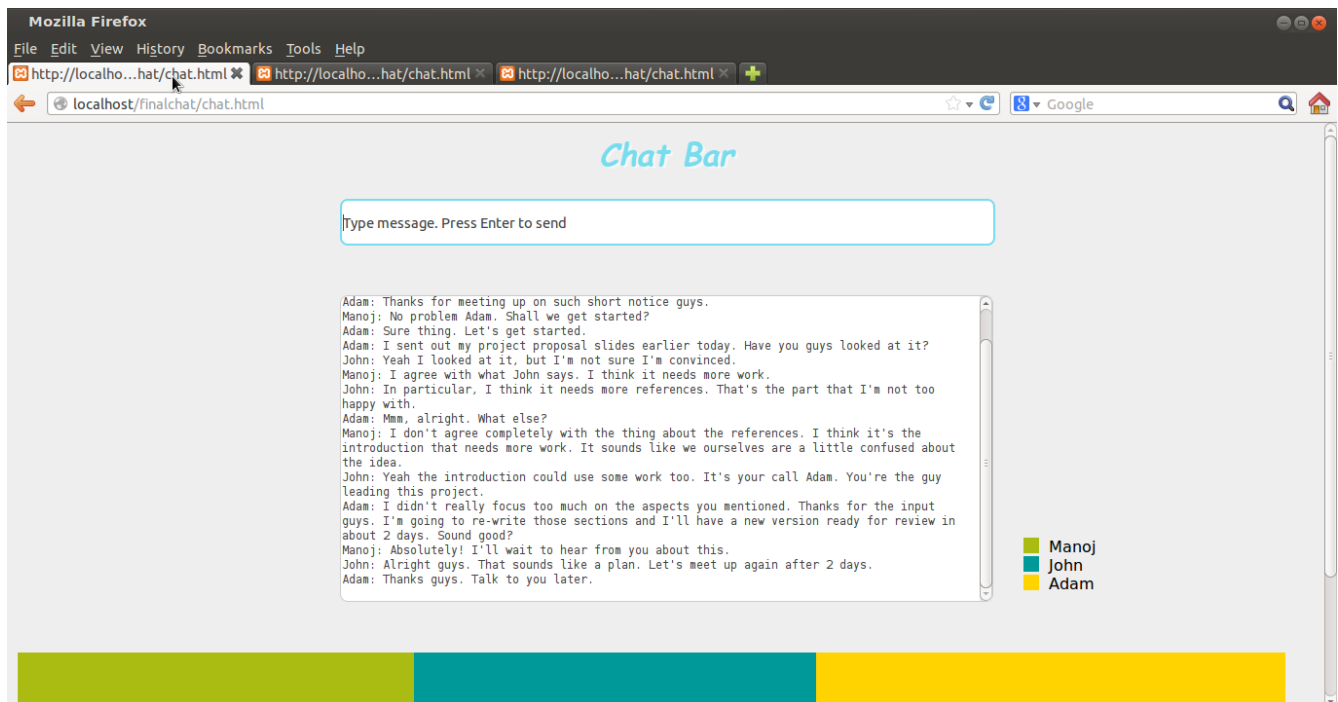 Mozilla Firefox
File Edit View History Bookmarks Tools Help
http://localho...hat/chat.html http://localho...hat/chat.html http://localho...hat/chat.html
localhost/finalchat/chat.html Google
Chat Bar
Type message. Press Enter to send
Adam: Thanks for meeting up on such short notice guys.
Manoj: No problem Adam. Shall we get started?
Adam: Sure thing. Let's get started.
Adam: I sent out my project proposal slides earlier today. Have you guys looked at it?
John: Yeah I looked at it, but I'm not sure I'm convinced.
Manoj: I agree with what John says. I think it needs more work.
John: In particular, I think it needs more references. That's the part that I'm not too
happy with.
Adam: Mmm, alright. What else?
Manoj: I don't agree completely with the thing about the references. I think it's the
introduction that needs more work. It sounds like we ourselves are a little confused about
the idea.
John: Yeah the introduction could use some work too. It's your call Adam. You're the guy
leading this project.
Adam: I didn't really focus too much on the aspects you mentioned. Thanks for the input
guys. I'm going to re-write those sections and I'll have a new version ready for review in
about 2 days. Sound good?
Manoj: Absolutely! I'll wait to hear from you about this.
John: Alright guys. That sounds like a plan. Let's meet up again after 2 days.
Adam: Thanks guys. Talk to you later.
Manoj
John
Adam